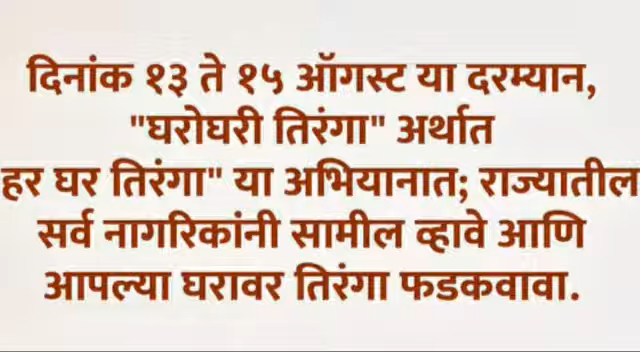 दिनांक १३ ते १५ ऑगस्ट या दरम्यान,
"घरोघरी तिरंगा" अर्थात
हर घर तिरंगा" या अभियानात; राज्यातील
सर्व नागरिकांनी सामील व्हावे आणि
आपल्या घरावर तिरंगा फडकवावा.